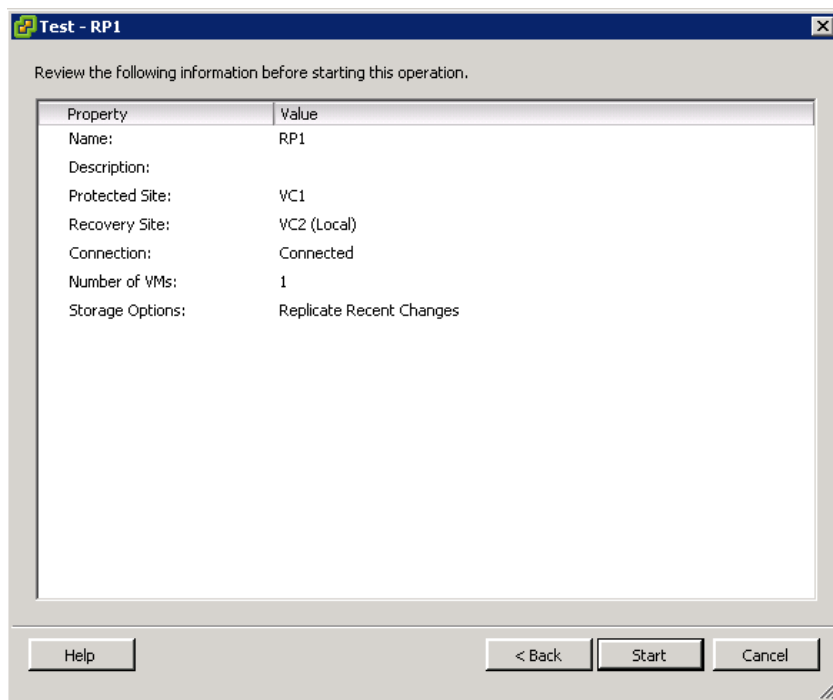 Test - RP1
Review the following information before starting this operation.
Property Value
Name: RP1
Description:
Protected Site: VC1
Recovery Site: VC2 (Local)
Connection: Connected
Number of VMs: 1
Storage Options: Replicate Recent Changes
Help < Back Start Cancel